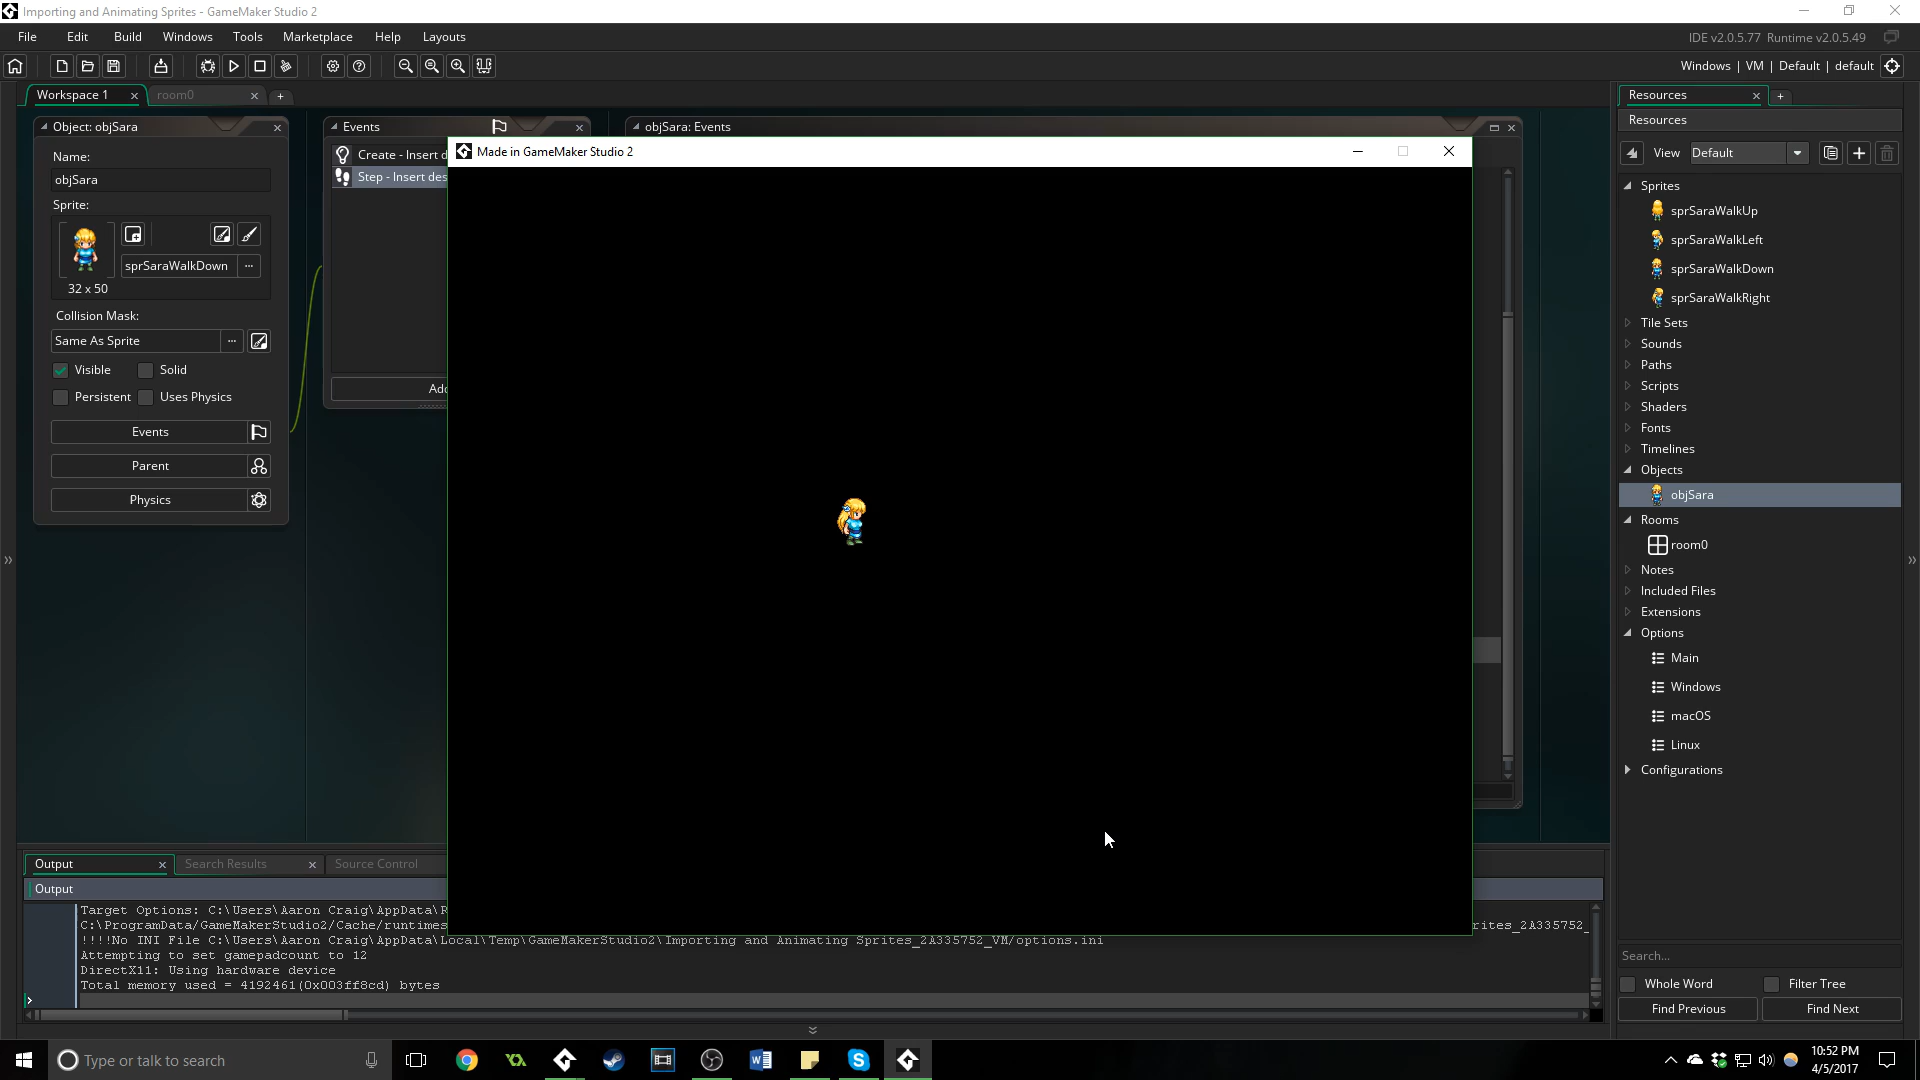 Importing and Animating Sprites - GameMaker Studio 2
File Edit Build Windows Tools Marketplace Help Layouts
IDE v2.0.5.77 Runtime v2.0.5.49
Windows | VM | Default | default
Workspace 1
room0
Object: objSara
Name:
objSara
Sprite:
sprSaraWalkDown
32 x 50
Collision Mask:
Same As Sprite
Visible
Solid
Persistent
Uses Physics
Events
Parent
Physics
Events
Create - Insert d
Step - Insert des
objSara: Events
Made in GameMaker Studio 2
Resources
Resources
View Default
Sprites
sprSaraWalkUp
sprSaraWalkLeft
sprSaraWalkDown
sprSaraWalkRight
Tile Sets
Sounds
Paths
Scripts
Shaders
Fonts
Timelines
Objects
objSara
Rooms
room0
Notes
Included Files
Extensions
Options
Main
Windows
macOS
Linux
Configurations
Search...
Whole Word
Filter Tree
Find Previous
Find Next
Output
Search Results
Source Control
Output
Target Options: C:\Users\Aaron Craig\AppData\
C:\ProgramData/GameMakerStudio2/Cache/runtimes
rites_2A335752_
!!!!No INI File C:\Users\Aaron Craig\AppData\Local\Temp\GameMakerStudio2\Importing and Animating Sprites_2A335752_VM/options.ini
Attempting to set gamepadcount to 12
DirectX11: Using hardware device
Total memory used = 4192461(0x003ff8cd) bytes
Type or talk to search
10:52 PM
4/5/2017